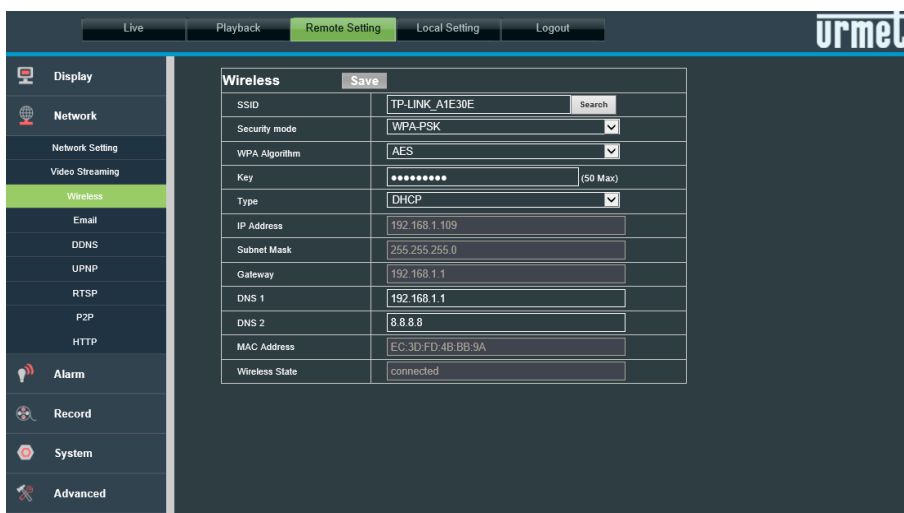 Live Playback Remote Setting Local Setting Logout urmet
Display
Network
Network Setting
Video Streaming
Wireless
Email
DDNS
UPNP
RTSP
P2P
HTTP
Alarm
Record
System
Advanced
Wireless Save
SSID TP-LINK_A1E30E Search
Security mode WPA-PSK
WPA Algorithm AES
Key ••••••••• (50 Max)
Type DHCP
IP Address 192.168.1.109
Subnet Mask 255.255.255.0
Gateway 192.168.1.1
DNS 1 192.168.1.1
DNS 2 8.8.8.8
MAC Address EC:3D:FD:4B:BB:9A
Wireless State connected